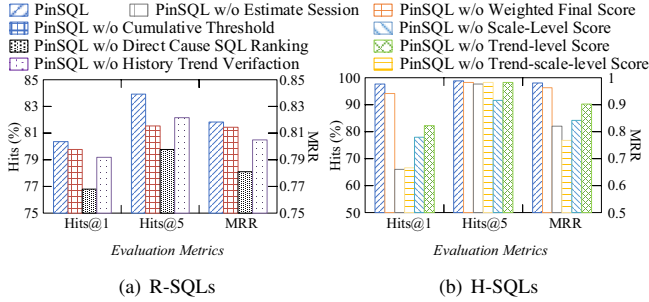 PinSQL
PinSQL w/o Cumulative Threshold
PinSQL w/o Direct Cause SQL Ranking
PinSQL w/o History Trend Verifaction
PinSQL w/o Estimate Session
PinSQL w/o Weighted Final Score
PinSQL
PinSQL w/o Scale-Level Score
PinSQL w/o Trend-level Score
PinSQL w/o Trend-scale-level Score
85
83
81
79
77
75
Hits (%)
0.85
0.83
0.81
0.79
0.77
0.75
MRR
Hits@1 Hits@5 MRR
Evaluation Metrics
(a) R-SQLs
100
90
80
70
60
50
Hits (%)
1
0.9
0.8
0.7
0.6
0.5
MRR
Hits@1 Hits@5 MRR
Evaluation Metrics
(b) H-SQLs